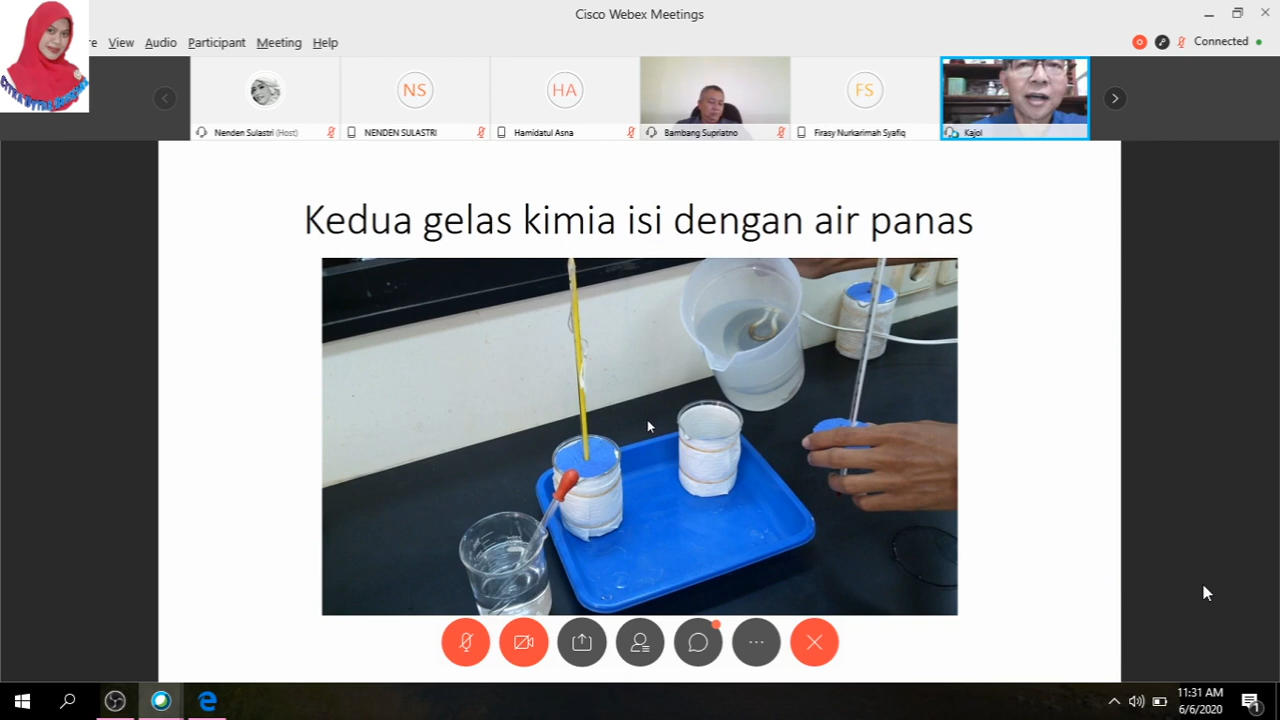 Cisco Webex Meetings
View Audio Participant Meeting Help
Connected
NS
HA
FS
Nenden Sulastri (Host)
NENDEN SULASTRI
Hamidatul Asna
Bambang Supriatno
Firasy Nurkarimah Syafiq
Kajol
Kedua gelas kimia isi dengan air panas
11:31 AM
6/6/2020
1